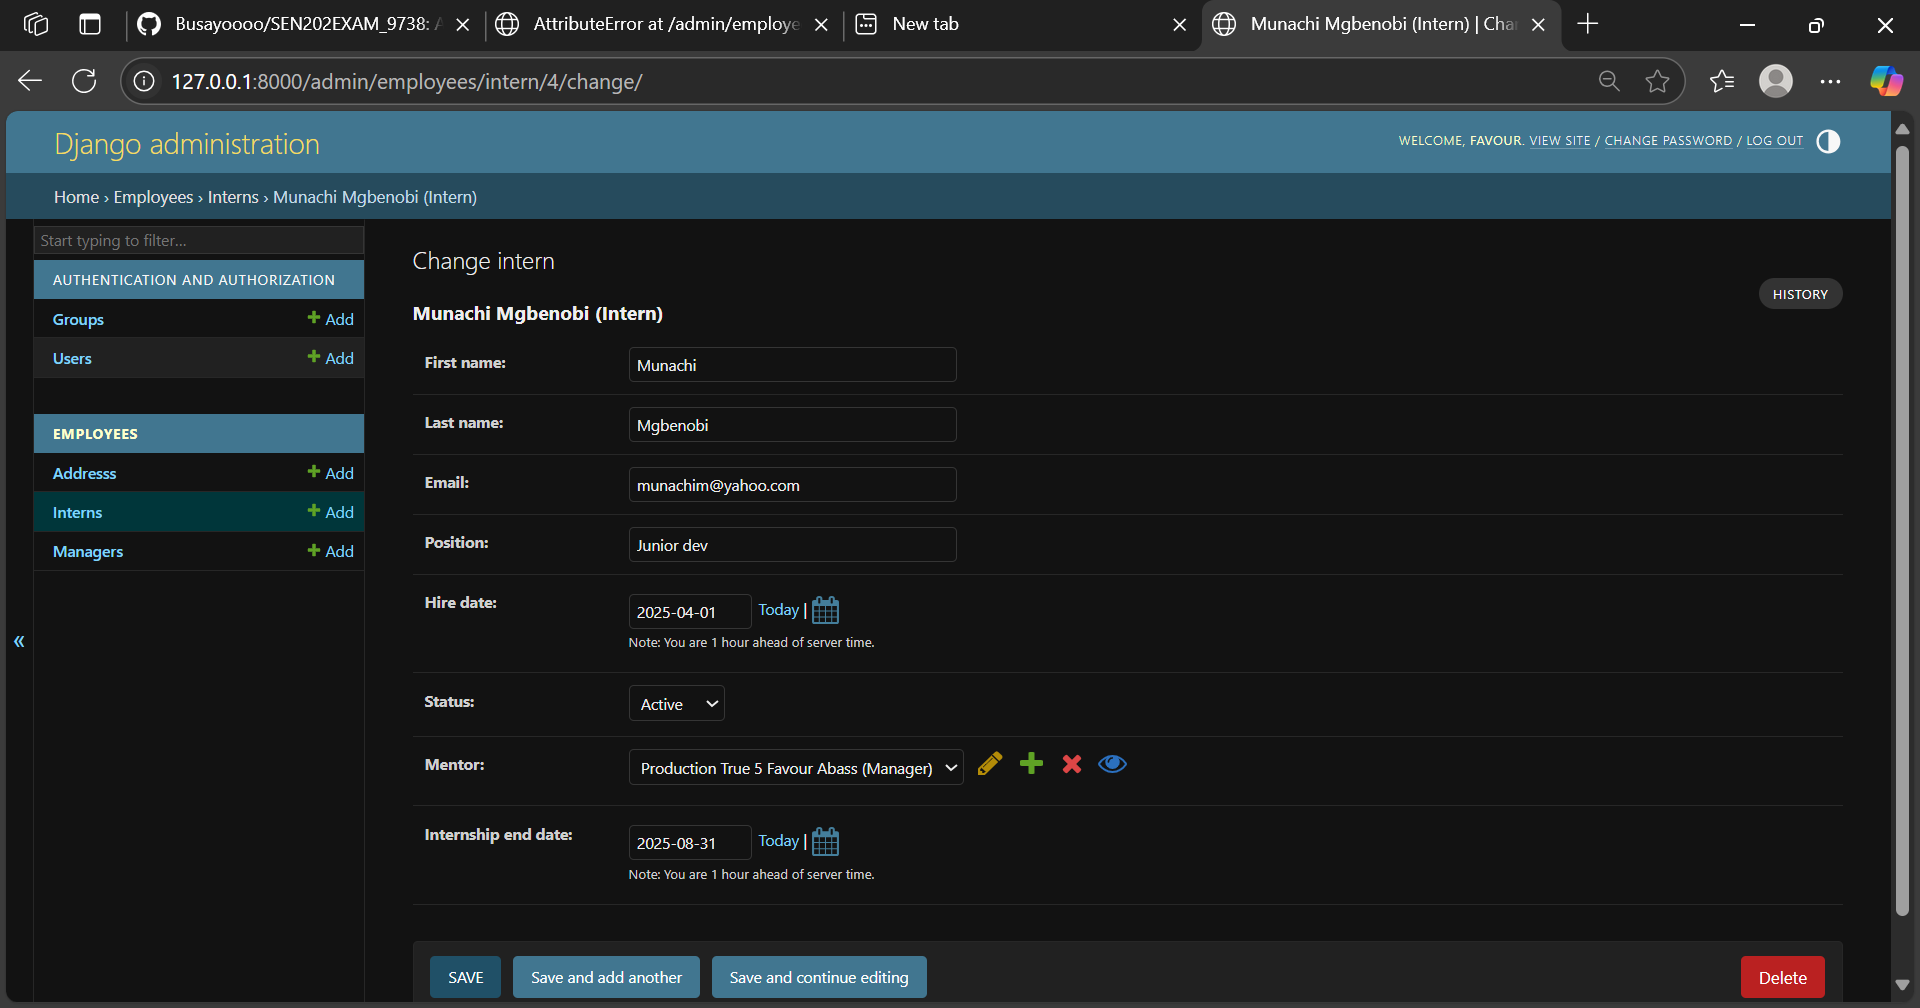 Busayoooo/SEN202EXAM_9738: A
AttributeError at /admin/employe
New tab
Munachi Mgbenobi (Intern) | Cha
127.0.0.1:8000/admin/employees/intern/4/change/
Django administration
WELCOME, FAVOUR. VIEW SITE / CHANGE PASSWORD / LOG OUT
Home › Employees › Interns › Munachi Mgbenobi (Intern)
Start typing to filter...
AUTHENTICATION AND AUTHORIZATION
Groups + Add
Users + Add
EMPLOYEES
Addresss + Add
Interns + Add
Managers + Add
«
Change intern
HISTORY
Munachi Mgbenobi (Intern)
First name: Munachi
Last name: Mgbenobi
Email: munachim@yahoo.com
Position: Junior dev
Hire date: 2025-04-01 Today |
Note: You are 1 hour ahead of server time.
Status: Active
Mentor: Production True 5 Favour Abass (Manager)
Internship end date: 2025-08-31 Today |
Note: You are 1 hour ahead of server time.
SAVE Save and add another Save and continue editing Delete